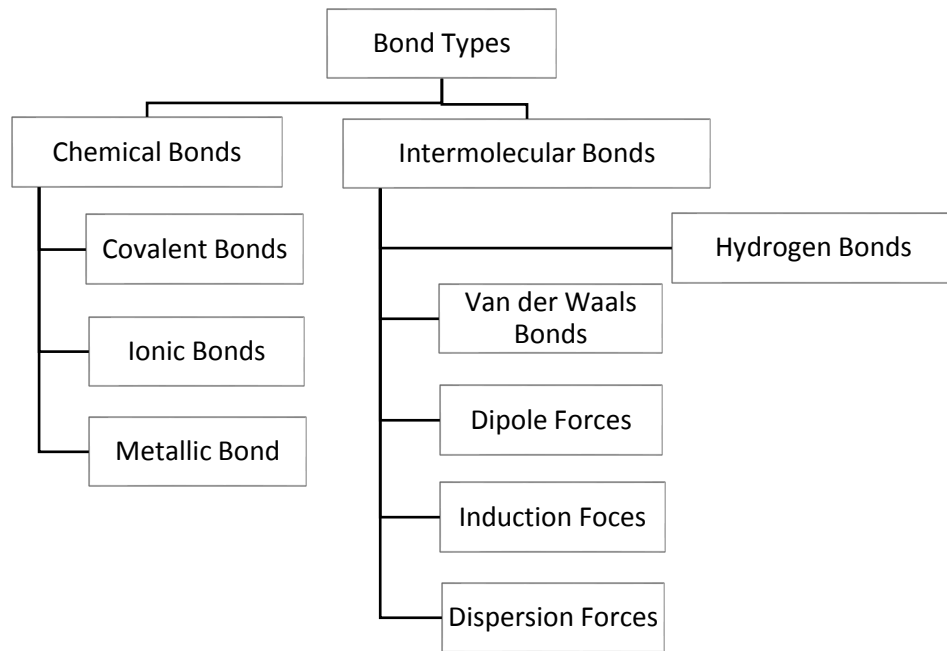 Bond Types
Chemical Bonds
Intermolecular Bonds
Covalent Bonds
Ionic Bonds
Metallic Bond
Hydrogen Bonds
Van der Waals
Bonds
Dipole Forces
Induction Foces
Dispersion Forces